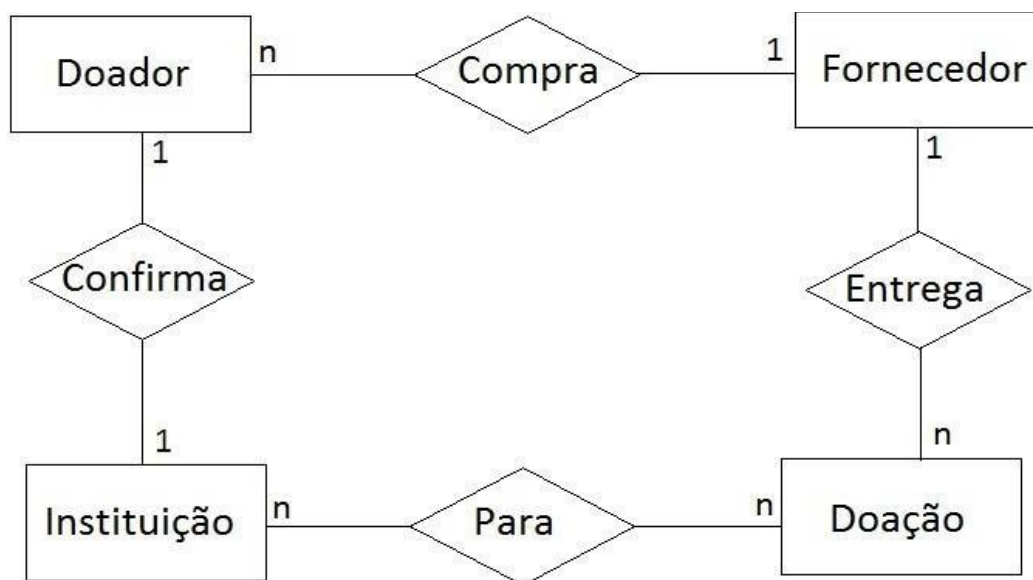 Doador
n
Compra
1
Fornecedor
1
1
Confirma
Entrega
1
n
Instituição
n
Para
n
Doação